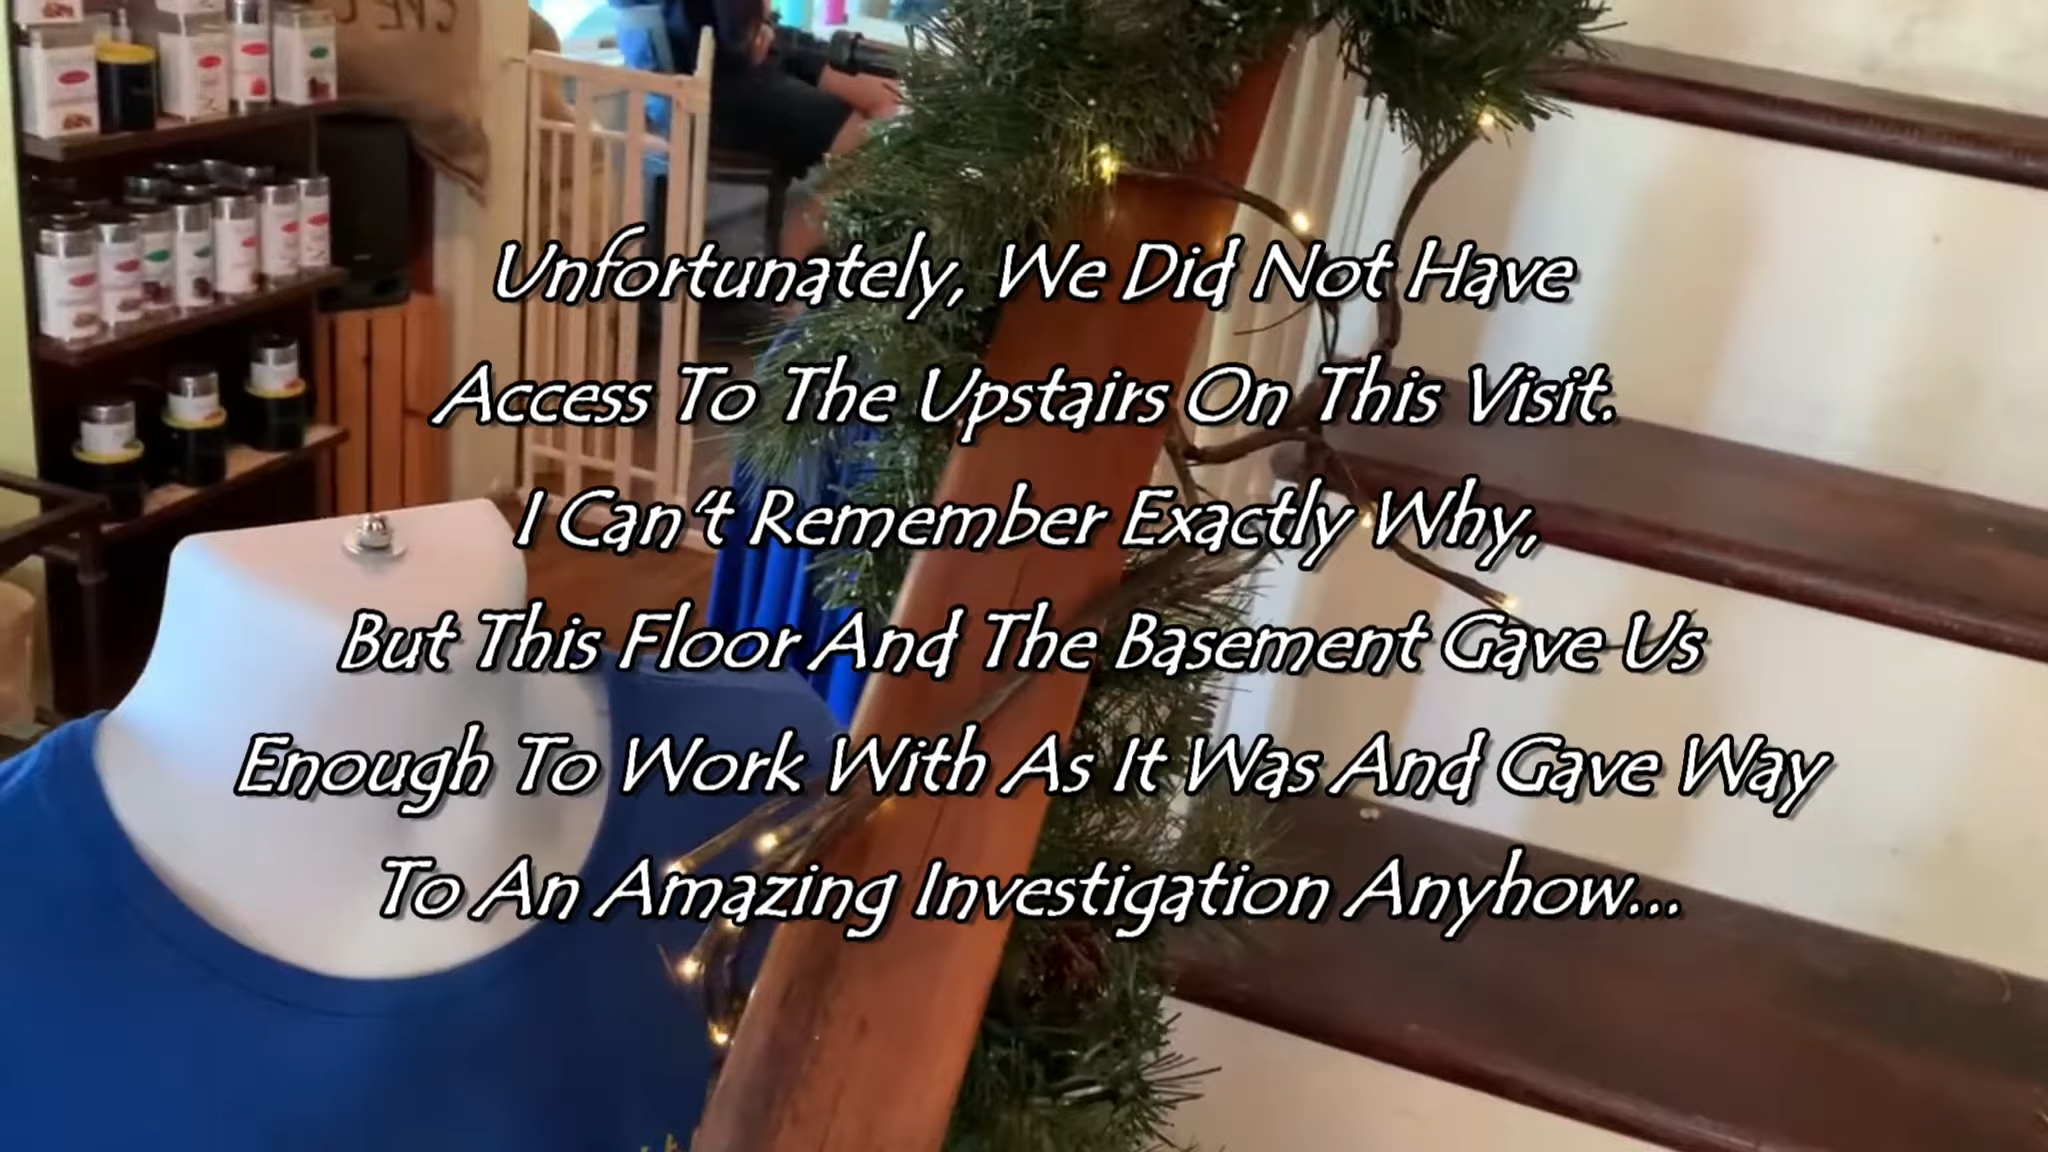 Unfortunately, We Did Not Have
Access To The Upstairs On This Visit.
I Can't Remember Exactly Why,
But This Floor And The Basement Gave Us
Enough To Work With As It Was And Gave Way
To An Amazing Investigation Anyhow...